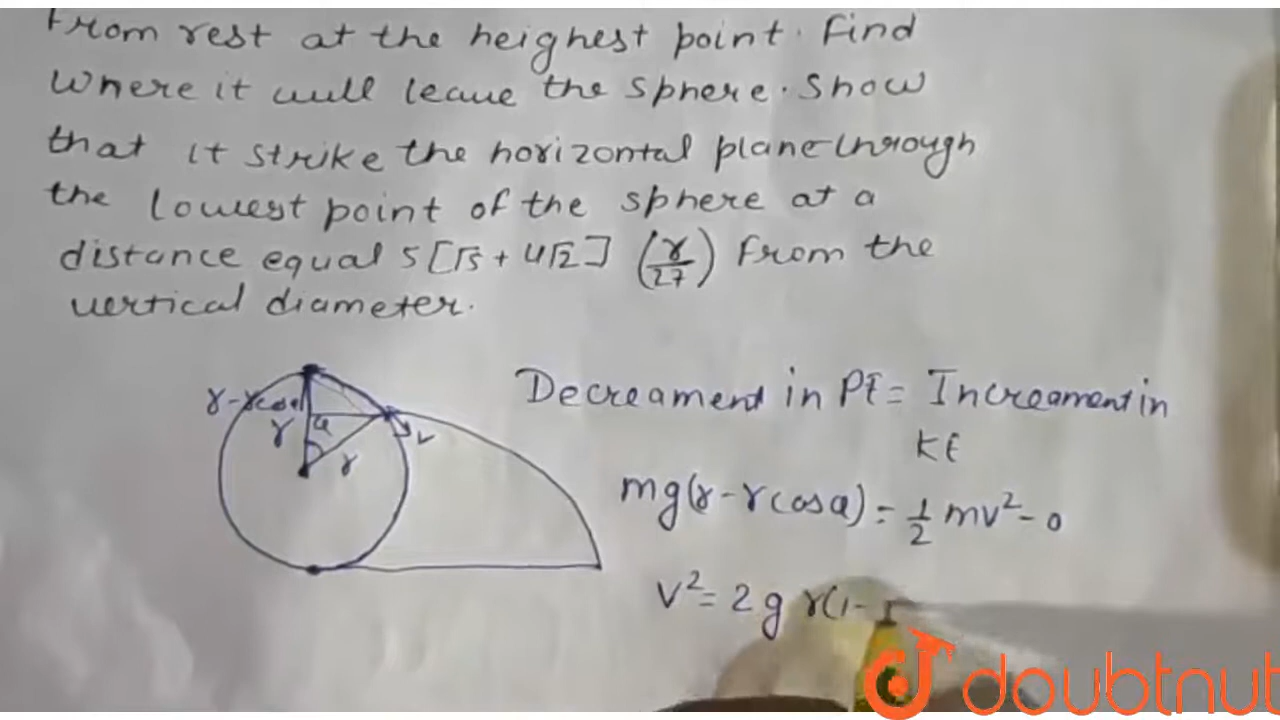 From rest at the heighest point. Find
where it will leave the sphere. Show
that it strike the horizontal plane through
the lowest point of the sphere at a
distance equal 5[√5 + 4√2] (r/27) from the
vertical diameter.
r-rcosα
r
α
r
v
Decreament in PE = Increament in
KE
mg(r-rcosα) = 1/2 mv² - 0
v² = 2g r(1-
doubtnut